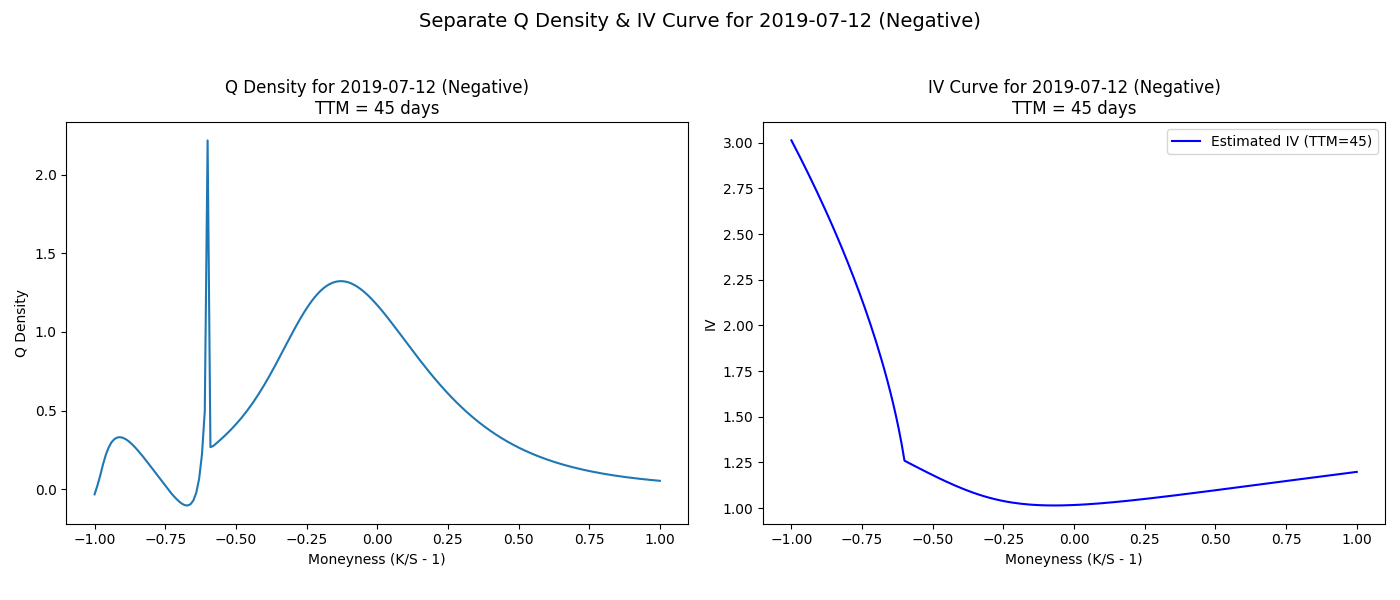 Separate Q Density & IV Curve for 2019-07-12 (Negative)
Q Density for 2019-07-12 (Negative)
TTM = 45 days
Q Density
2.0
1.5
1.0
0.5
0.0
−1.00 −0.75 −0.50 −0.25 0.00 0.25 0.50 0.75 1.00
Moneyness (K/S - 1)
IV Curve for 2019-07-12 (Negative)
TTM = 45 days
Estimated IV (TTM=45)
IV
3.00
2.75
2.50
2.25
2.00
1.75
1.50
1.25
1.00
−1.00 −0.75 −0.50 −0.25 0.00 0.25 0.50 0.75 1.00
Moneyness (K/S - 1)